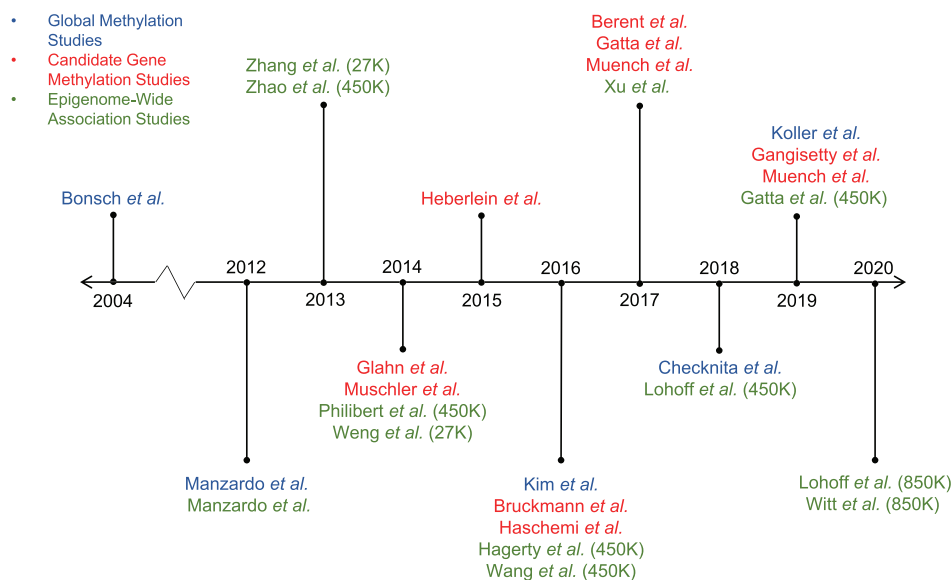 • Global Methylation
Studies
• Candidate Gene
Methylation Studies
• Epigenome-Wide
Association Studies
Bonsch et al.
Zhang et al. (27K)
Zhao et al. (450K)
Heberlein et al.
Berent et al.
Gatta et al.
Muench et al.
Xu et al.
Koller et al.
Gangisetty et al.
Muench et al.
Gatta et al. (450K)
2004
2012
2013
2014
2015
2016
2017
2018
2019
2020
Manzardo et al.
Manzardo et al.
Glahn et al.
Muschler et al.
Philibert et al. (450K)
Weng et al. (27K)
Kim et al.
Bruckmann et al.
Haschemi et al.
Hagerty et al. (450K)
Wang et al. (450K)
Checknita et al.
Lohoff et al. (450K)
Lohoff et al. (850K)
Witt et al. (850K)